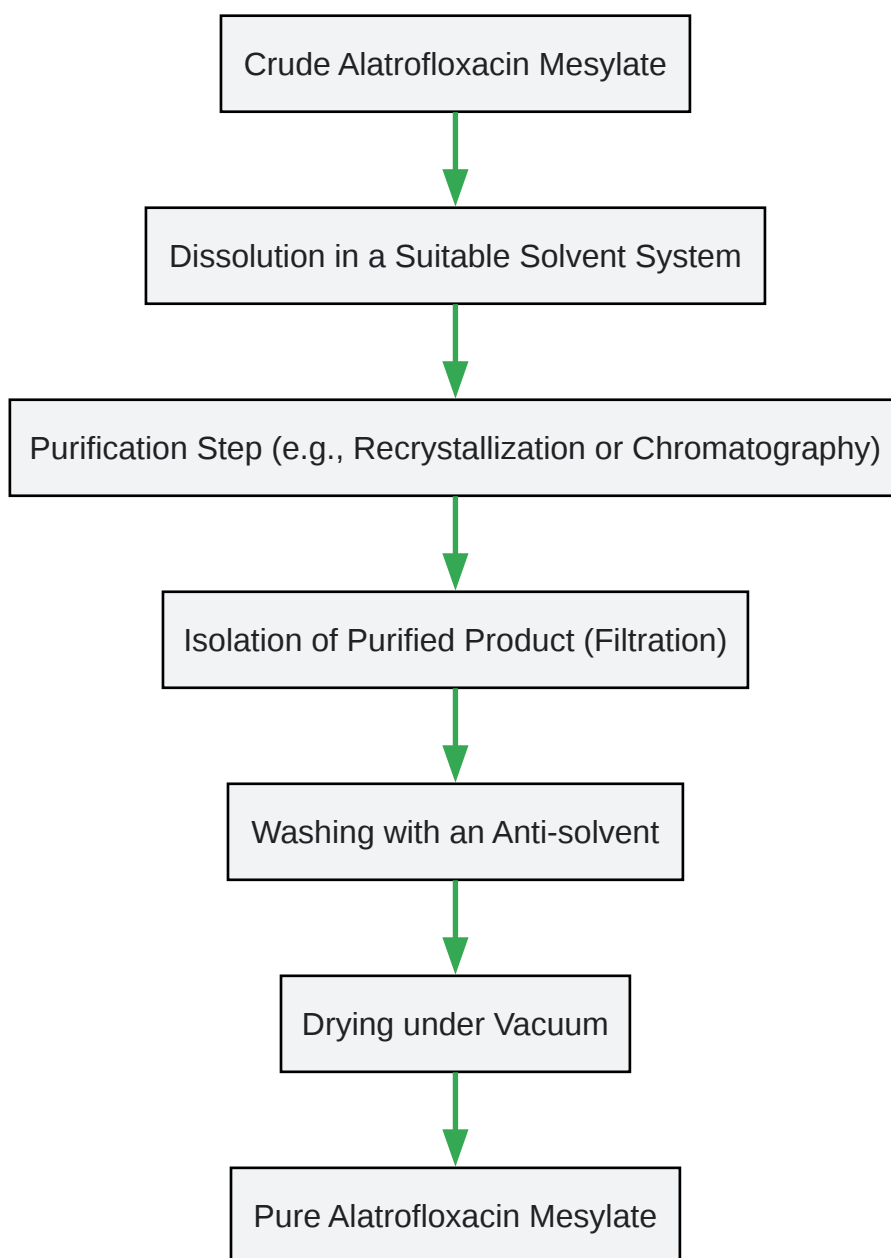 Crude Alatrofloxacin Mesylate
Dissolution in a Suitable Solvent System
Purification Step (e.g., Recrystallization or Chromatography)
Isolation of Purified Product (Filtration)
Washing with an Anti-solvent
Drying under Vacuum
Pure Alatrofloxacin Mesylate